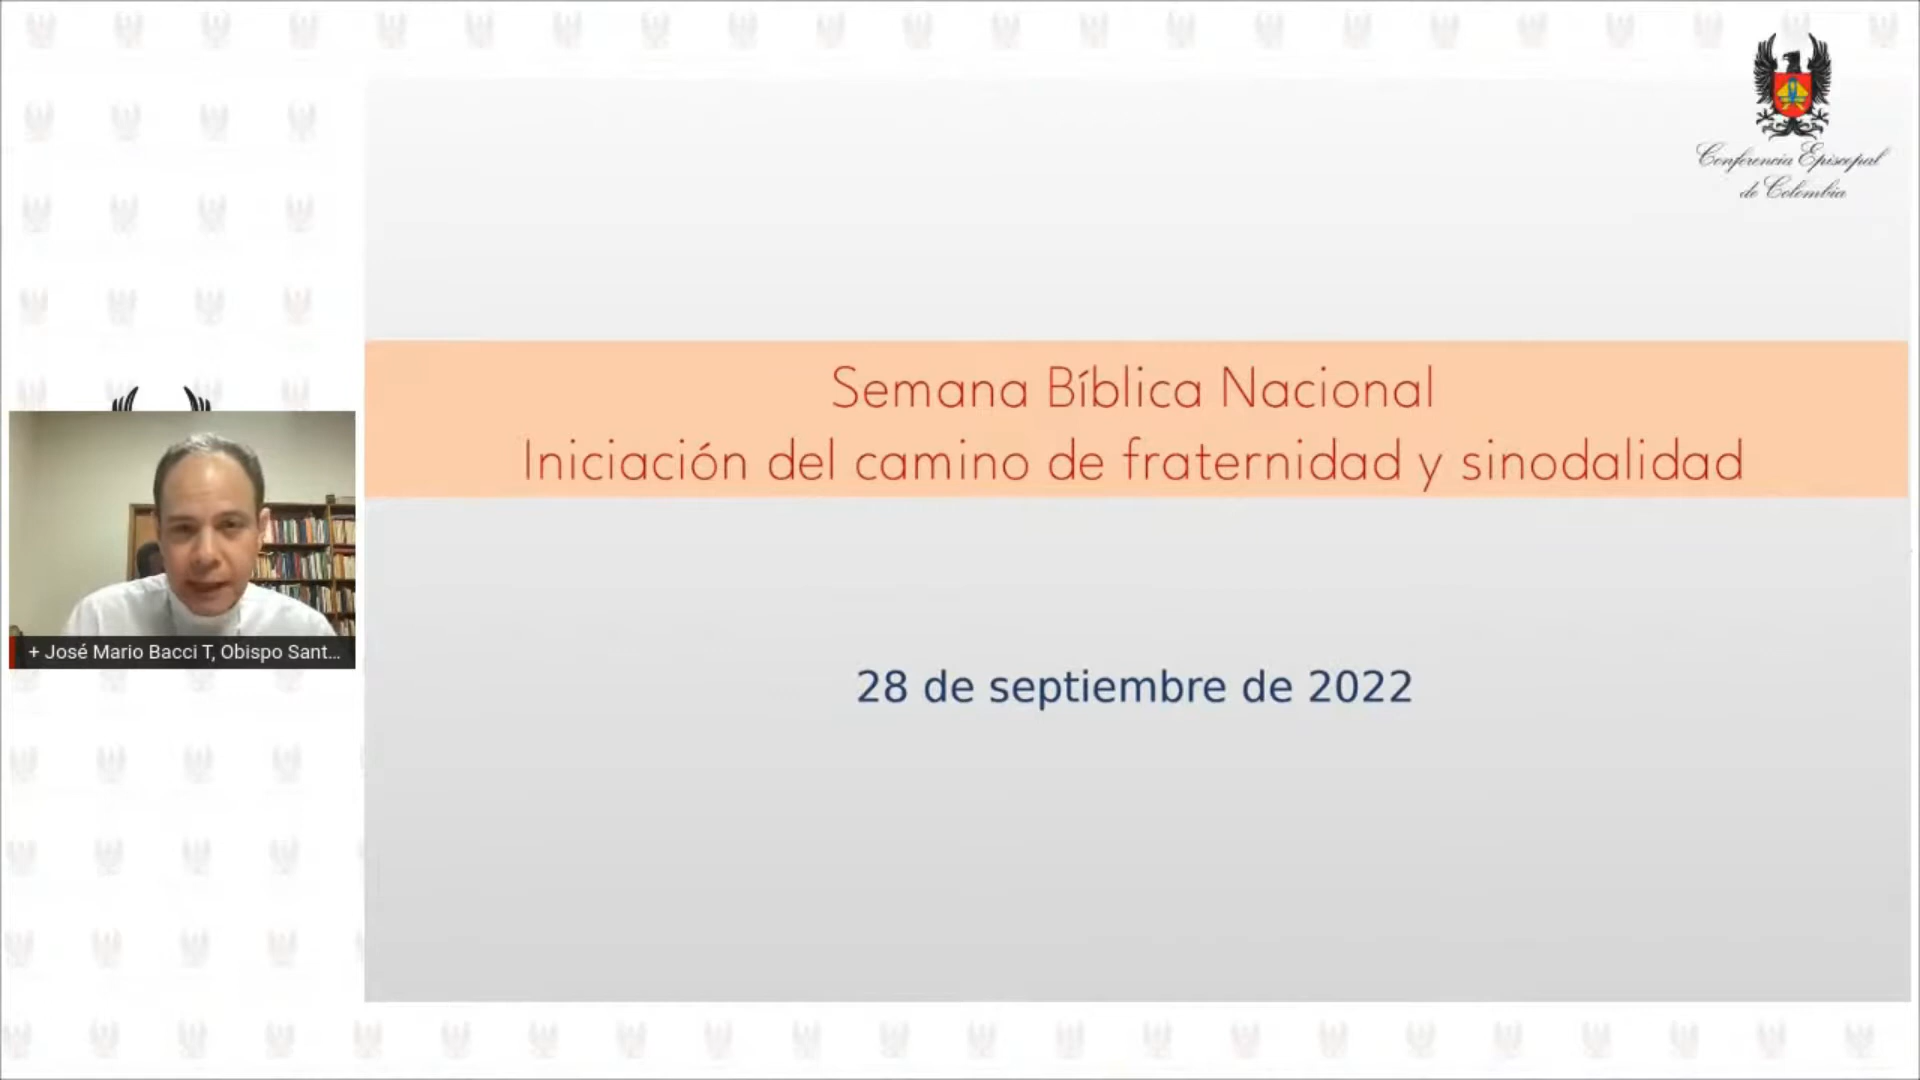 Conferencia Episcopal
de Colombia
Semana Bíblica Nacional
Iniciación del camino de fraternidad y sinodalidad
+ José Mario Bacci T, Obispo Sant...
28 de septiembre de 2022